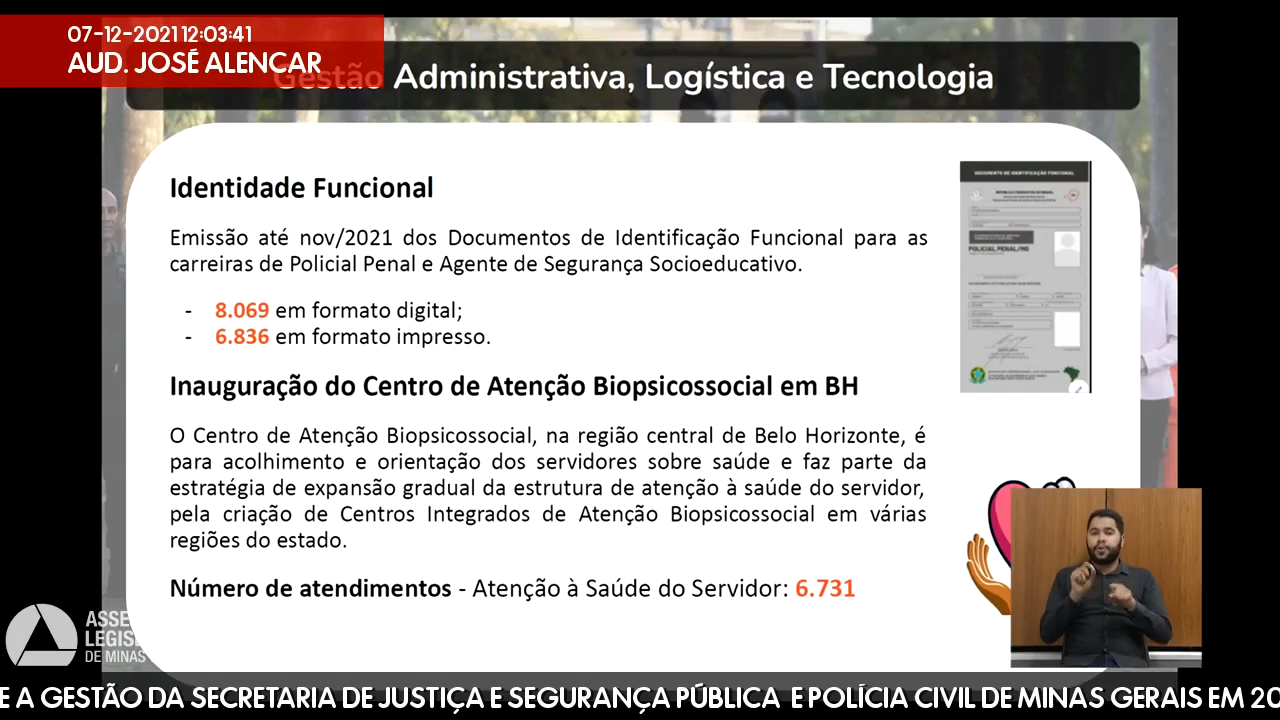 07-12-2021 12:03:41
AUD. JOSÉ ALENCAR
Gestão Administrativa, Logística e Tecnologia
Identidade Funcional
Emissão até nov/2021 dos Documentos de Identificação Funcional para as
carreiras de Policial Penal e Agente de Segurança Socioeducativo.
- 8.069 em formato digital;
- 6.836 em formato impresso.
DOCUMENTO DE IDENTIFICAÇÃO FUNCIONAL
POLICIAL PENAL/MG
Inauguração do Centro de Atenção Biopsicossocial em BH
O Centro de Atenção Biopsicossocial, na região central de Belo Horizonte, é
para acolhimento e orientação dos servidores sobre saúde e faz parte da
estratégia de expansão gradual da estrutura de atenção à saúde do servidor,
pela criação de Centros Integrados de Atenção Biopsicossocial em várias
regiões do estado.
Número de atendimentos - Atenção à Saúde do Servidor: 6.731
ASSE
LEGIS
DE MINAS
E A GESTÃO DA SECRETARIA DE JUSTIÇA E SEGURANÇA PÚBLICA E POLÍCIA CIVIL DE MINAS GERAIS EM 20